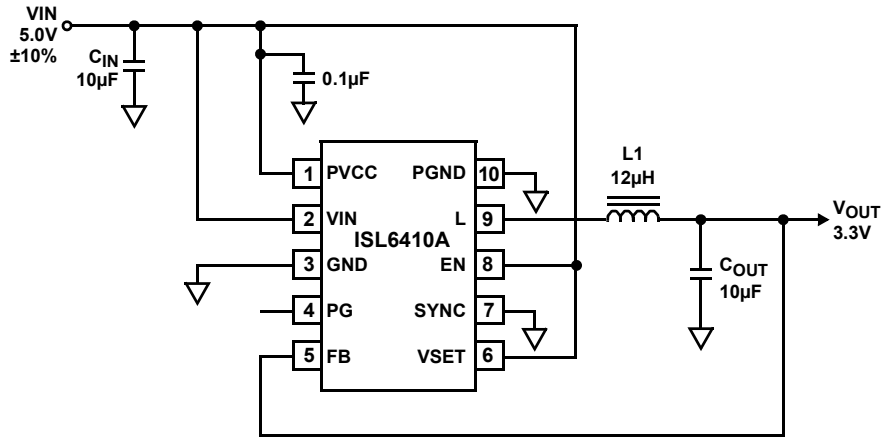 VIN
5.0V
±10%
CIN
10µF
0.1µF
1 PVCC
PGND 10
2 VIN
L 9
ISL6410A
3 GND
EN 8
4 PG
SYNC 7
5 FB
VSET 6
L1
12µH
VOUT
3.3V
COUT
10µF